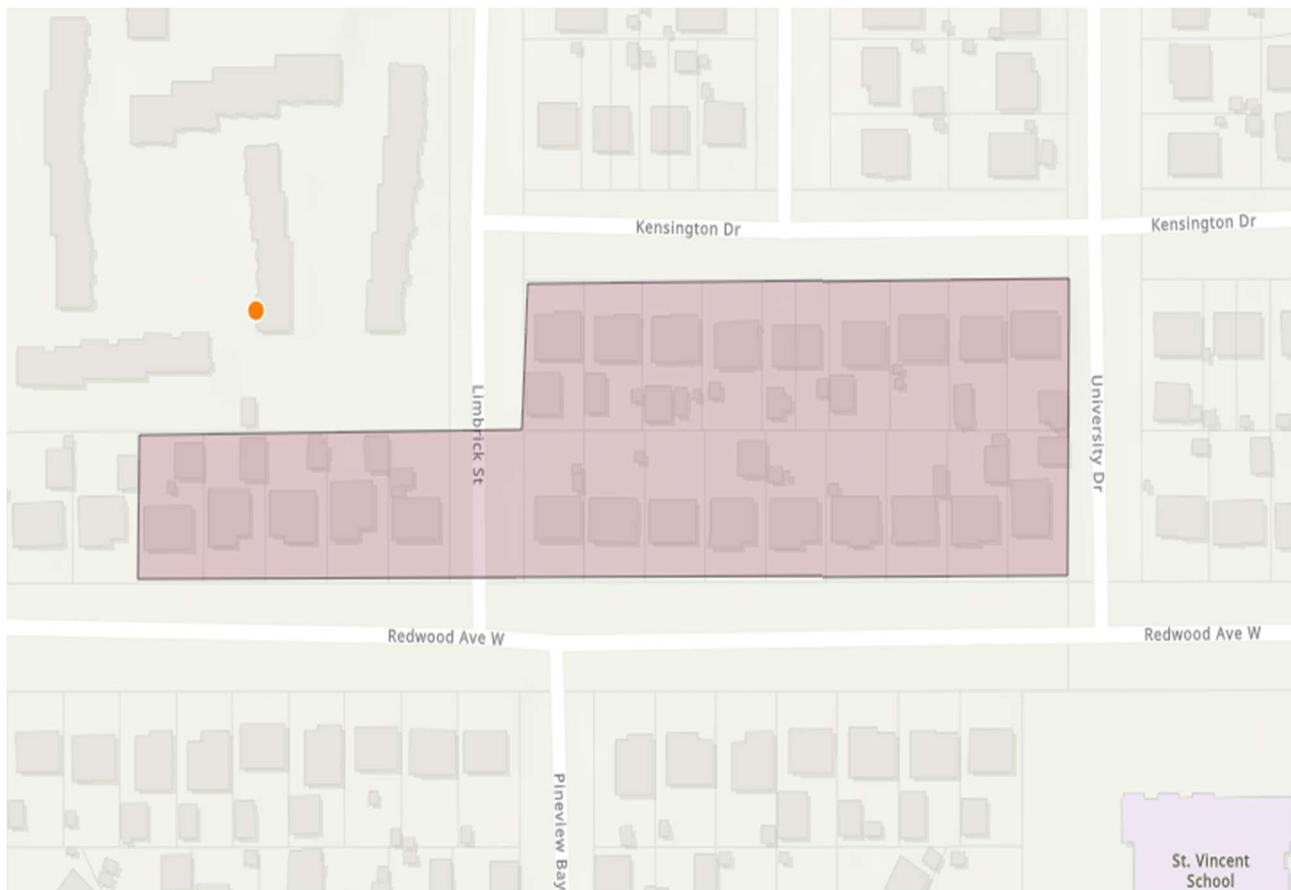 Kensington Dr
Kensington Dr
Limbrick St
University Dr
Redwood Ave W
Redwood Ave W
Pineview Bay
St. Vincent
School